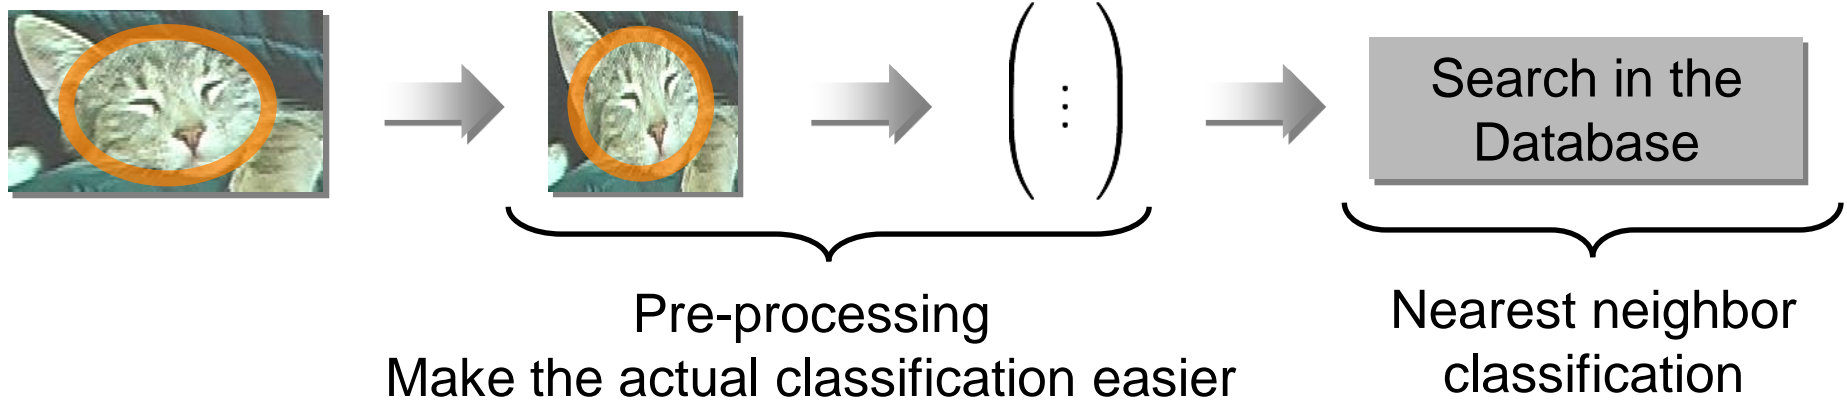 ( ⋮ )
Search in the
Database
Pre-processing
Make the actual classification easier
Nearest neighbor
classification